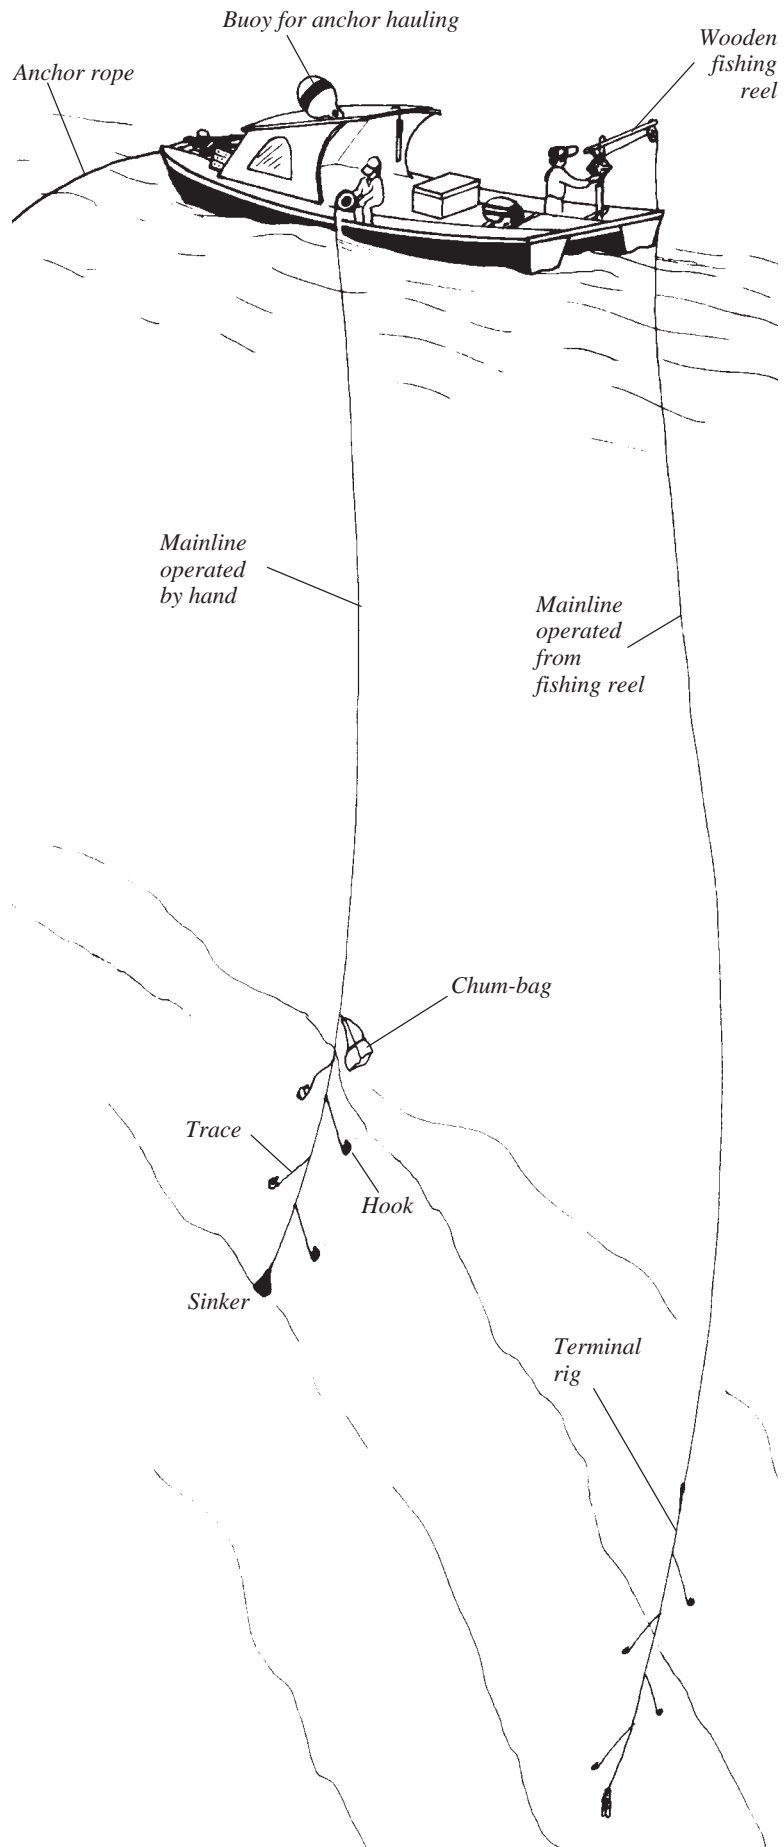 Buoy for anchor hauling
Anchor rope
Wooden
fishing
reel
Mainline
operated
by hand
Mainline
operated
from
fishing reel
Chum-bag
Trace
Hook
Sinker
Terminal
rig